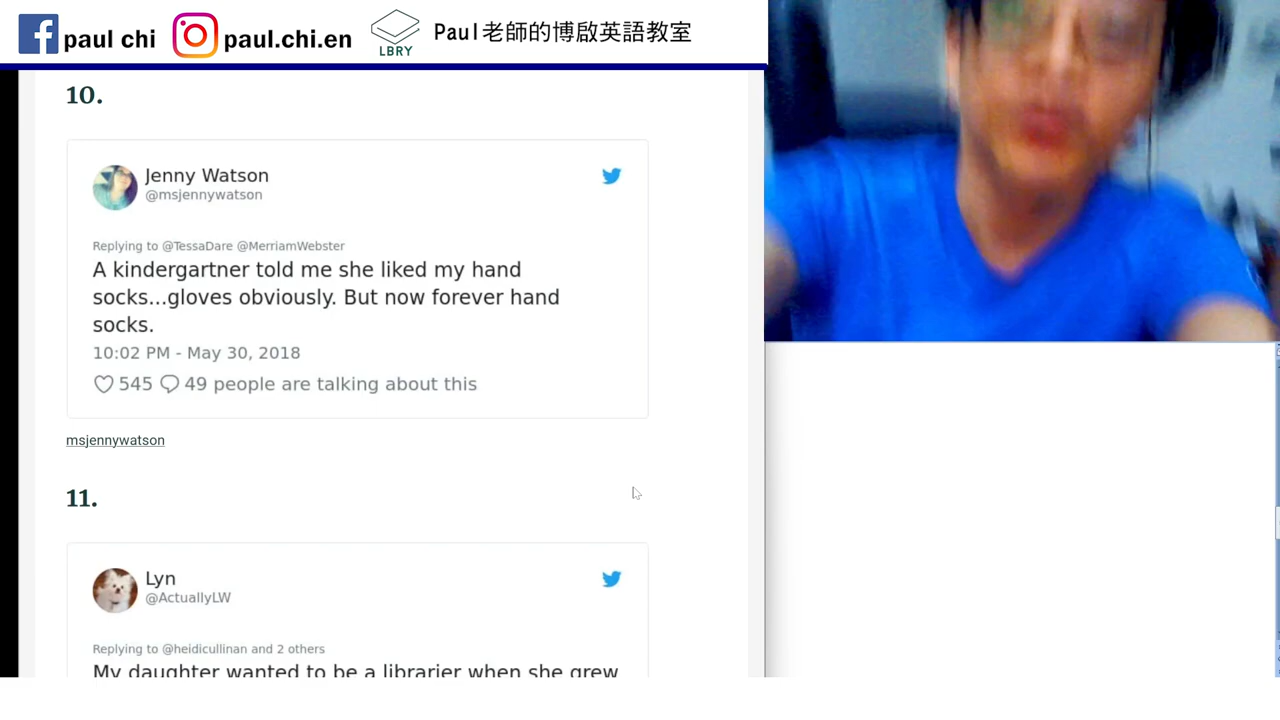 paul chi
paul.chi.en
LBRY
Paul老師的博啟英語教室
10.
Jenny Watson
@msjennywatson
Replying to @TessaDare @MerriamWebster
A kindergartner told me she liked my hand
socks...gloves obviously. But now forever hand
socks.
10:02 PM - May 30, 2018
545 49 people are talking about this
msjennywatson
11.
Lyn
@ActuallyLW
Replying to @heidicullinan and 2 others
My daughter wanted to be a librarier when she grew